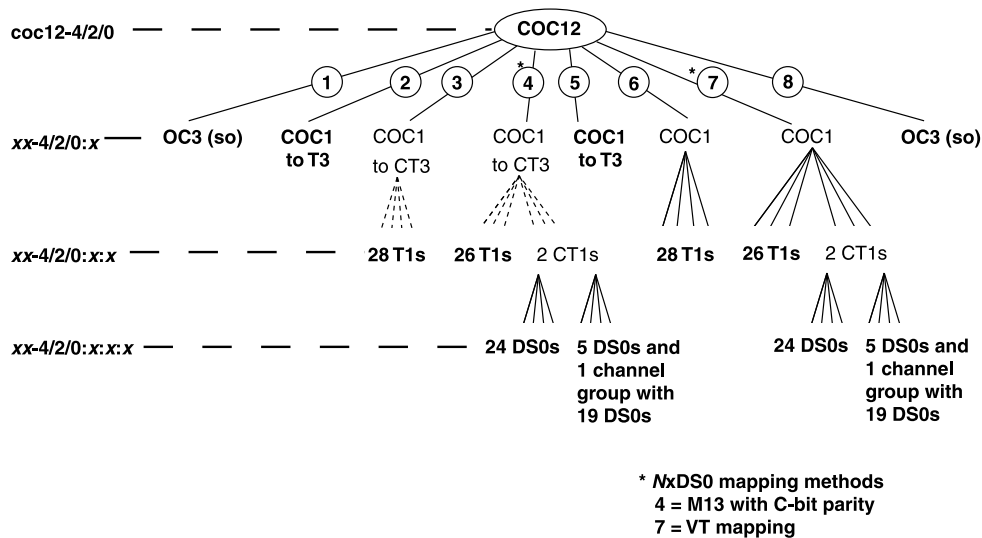 coc12-4/2/0
COC12
1
2
3
*
4
5
6
*
7
8
xx-4/2/0:x
OC3 (so)
COC1
to T3
COC1
to CT3
COC1
to CT3
COC1
to T3
COC1
COC1
OC3 (so)
xx-4/2/0:x:x
28 T1s
26 T1s
2 CT1s
28 T1s
26 T1s
2 CT1s
xx-4/2/0:x:x:x
24 DS0s
5 DS0s and
1 channel
group with
19 DS0s
24 DS0s
5 DS0s and
1 channel
group with
19 DS0s
* NxDS0 mapping methods
4 = M13 with C-bit parity
7 = VT mapping